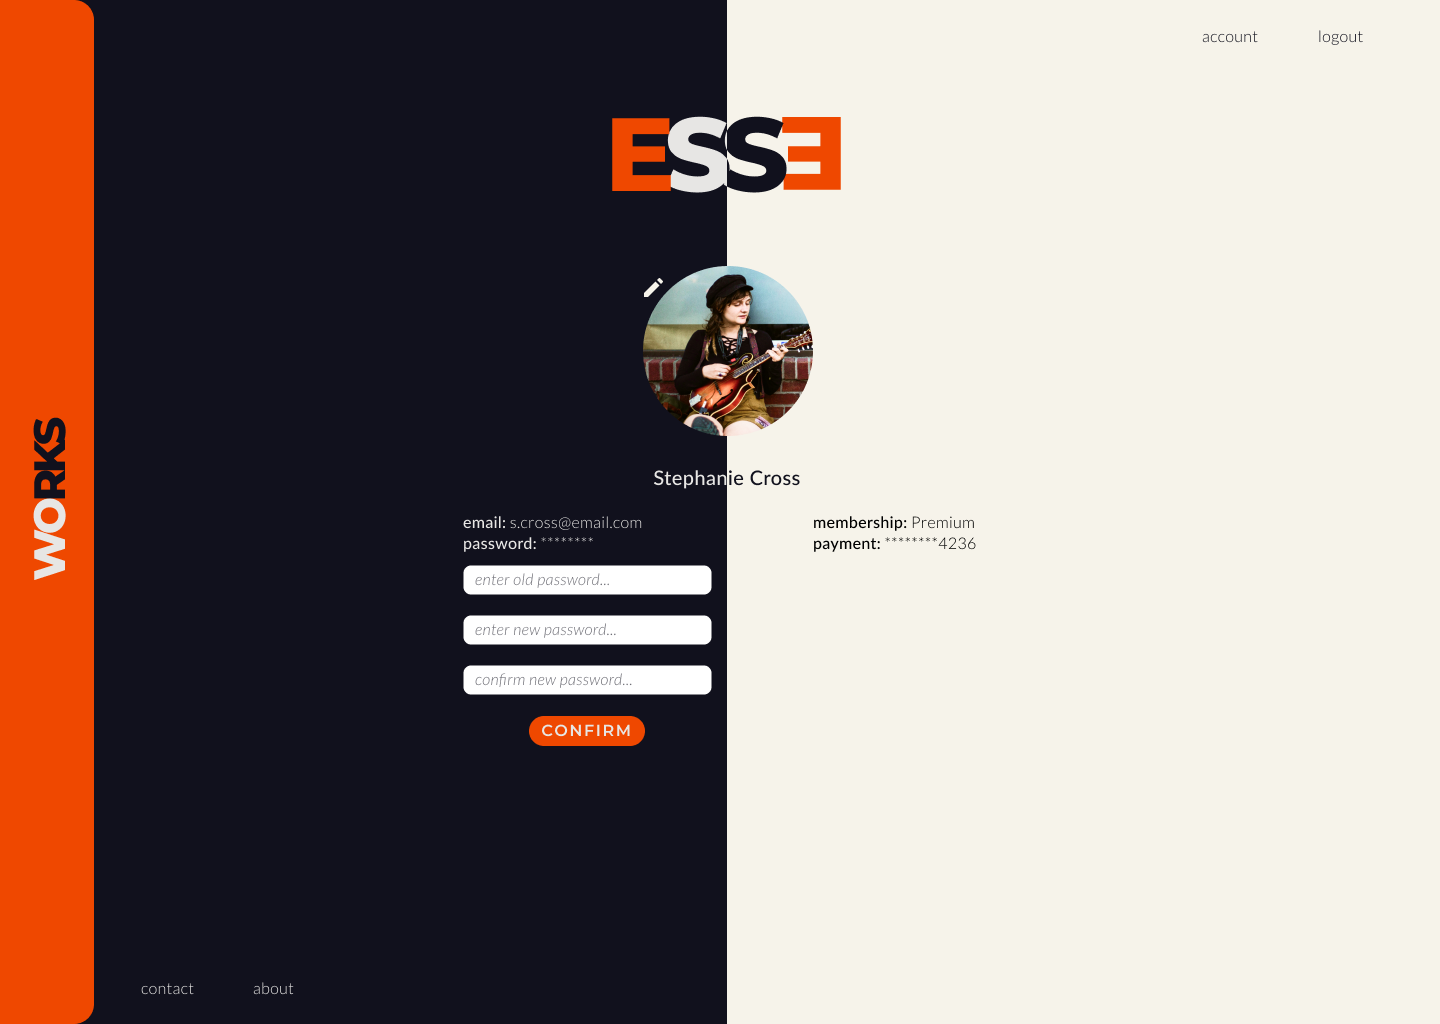 account logout
ESSE
WORKS
Stephanie Cross
email: s.cross@email.com
password: ********
membership: Premium
payment: ********4236
enter old password...
enter new password...
confirm new password...
CONFIRM
contact about